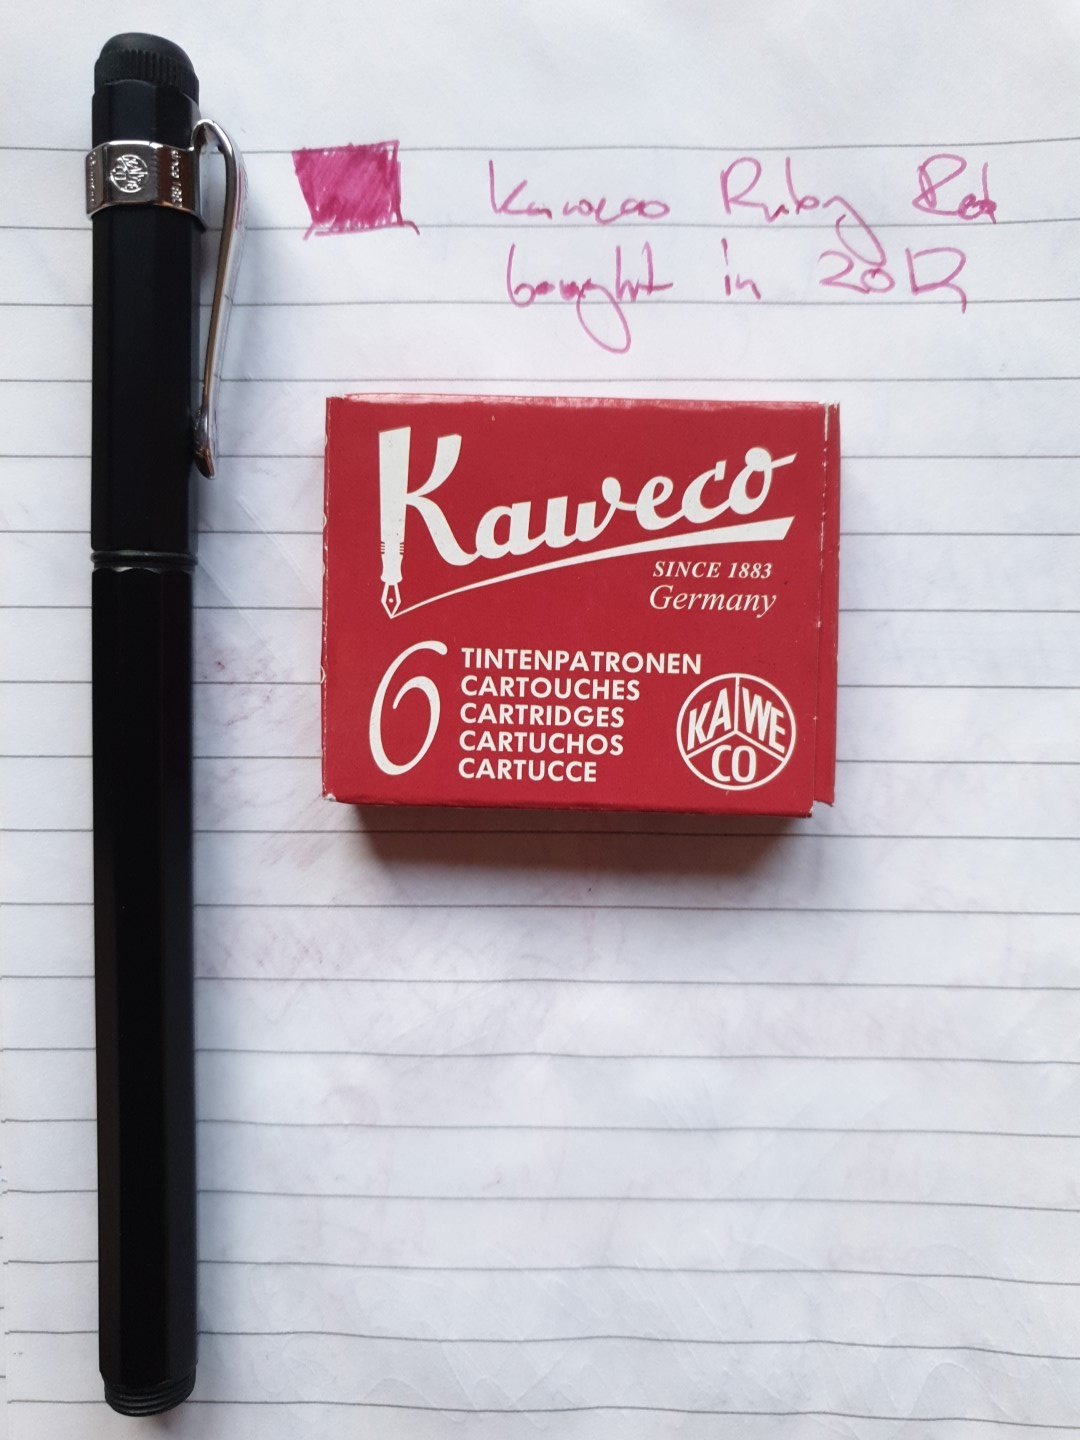 Kaweco Ruby Red
bought in 2012
Kaweco
SINCE 1883
Germany
6
TINTENPATRONEN
CARTOUCHES
CARTRIDGES
CARTUCHOS
CARTUCCE
KA WE
CO